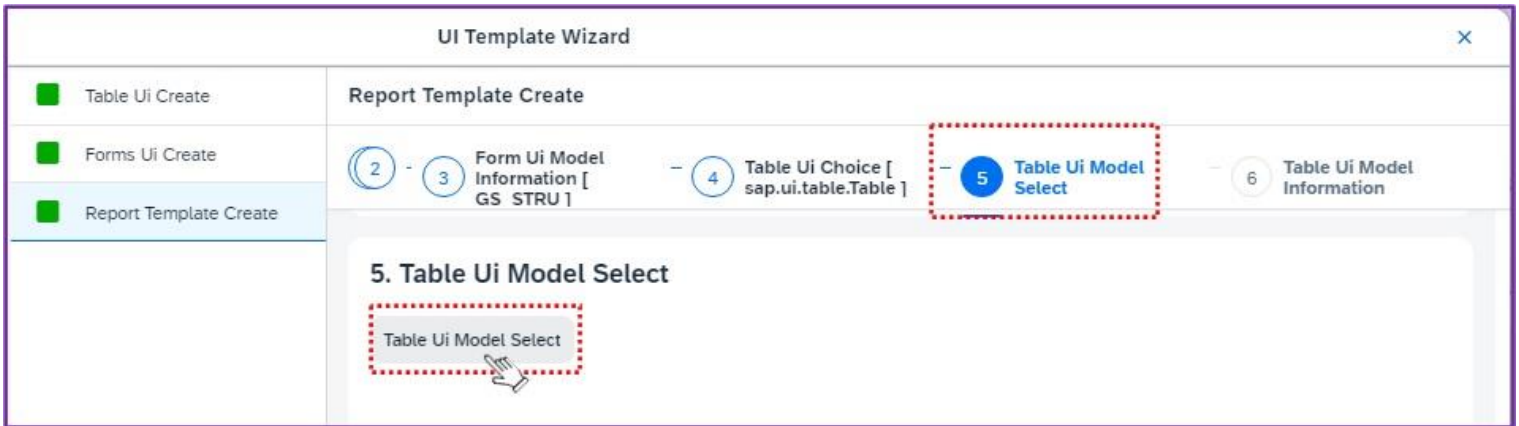 UI Template Wizard
×
Table Ui Create
Forms Ui Create
Report Template Create
Report Template Create
2
3
Form Ui Model
Information [
GS_STRU ]
4
Table Ui Choice [
sap.ui.table.Table ]
5
Table Ui Model
Select
6
Table Ui Model
Information
5. Table Ui Model Select
Table Ui Model Select